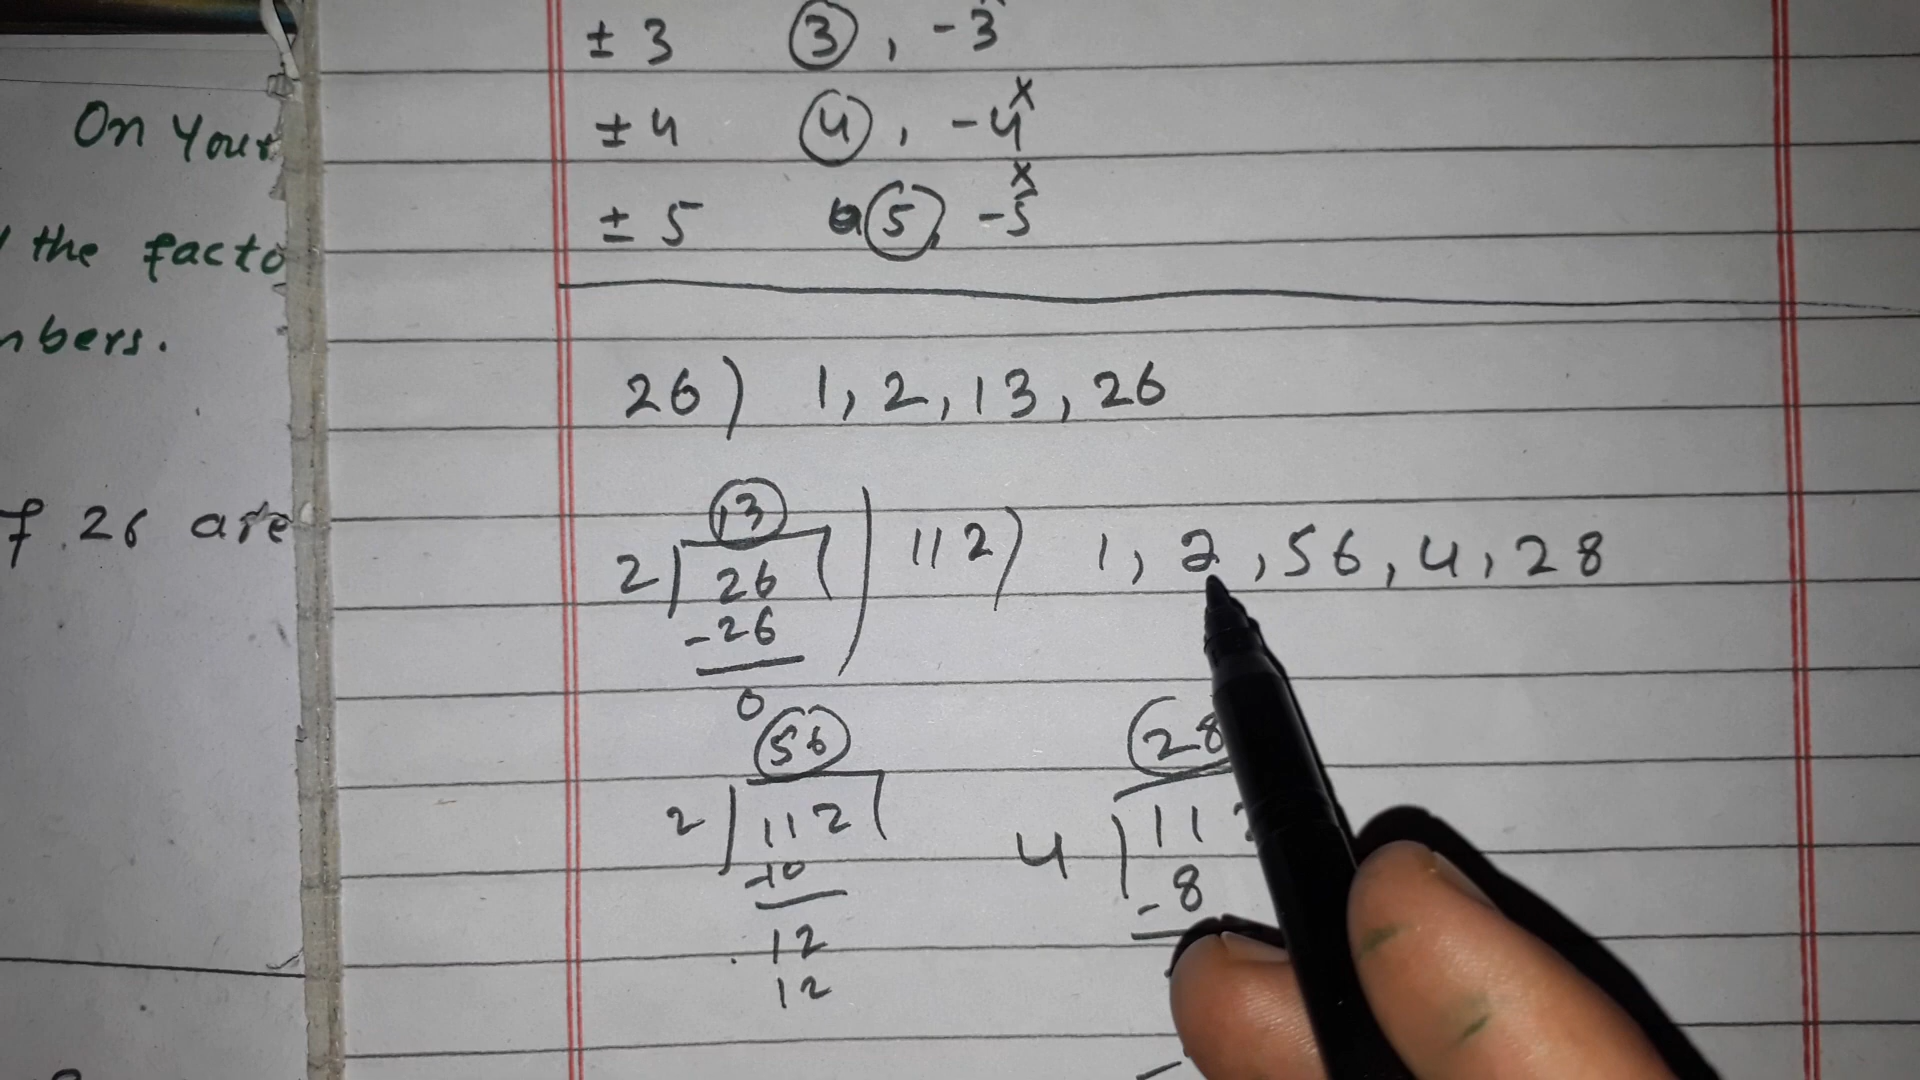 On Your
the facto
nbers.
f 26 are
± 3 3 , -3
± 4 4 , -4 x
± 5 5 , -5 x
26) 1, 2, 13, 26
13
2 26
-26
0
112) 1, 2, 56, 4, 28
56
2 112
-10
12
12
28
4 11
-8